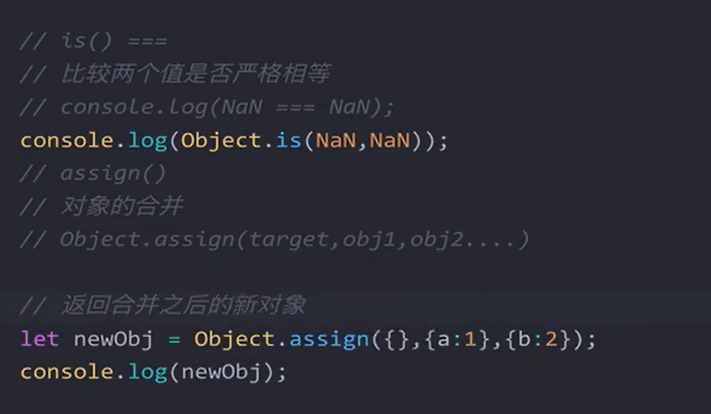 // is() ===
// 比较两个值是否严格相等
// console.log(NaN === NaN);
console.log(Object.is(NaN,NaN));
// assign()
// 对象的合并
// Object.assign(target,obj1,obj2....)
// 返回合并之后的新对象
let newObj = Object.assign({},{a:1},{b:2});
console.log(newObj);